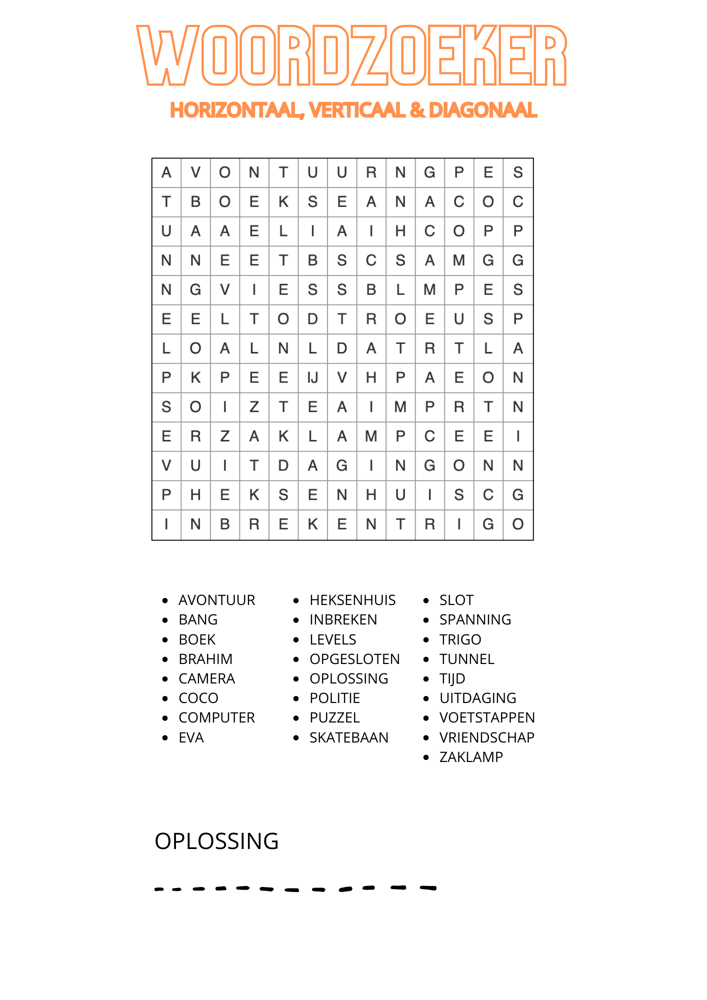 WOORDZOEKER
HORIZONTAAL, VERTICAAL & DIAGONAAL
A V O N T U U R N G P E S
T B O E K S E A N A C O C
U A A E L I A I H C O P P
N N E E T B S C S A M G G
N G V I E S S B L M P E S
E E L T O D T R O E U S P
L O A L N L D A T R T L A
P K P E E IJ V H P A E O N
S O I Z T E A I M P R T N
E R Z A K L A M P C E E I
V U I T D A G I N G O N N
P H E K S E N H U I S C G
I N B R E K E N T R I G O
• AVONTUUR
• BANG
• BOEK
• BRAHIM
• CAMERA
• COCO
• COMPUTER
• EVA
• HEKSENHUIS
• INBREKEN
• LEVELS
• OPGESLOTEN
• OPLOSSING
• POLITIE
• PUZZEL
• SKATEBAAN
• SLOT
• SPANNING
• TRIGO
• TUNNEL
• TIJD
• UITDAGING
• VOETSTAPPEN
• VRIENDSCHAP
• ZAKLAMP
OPLOSSING